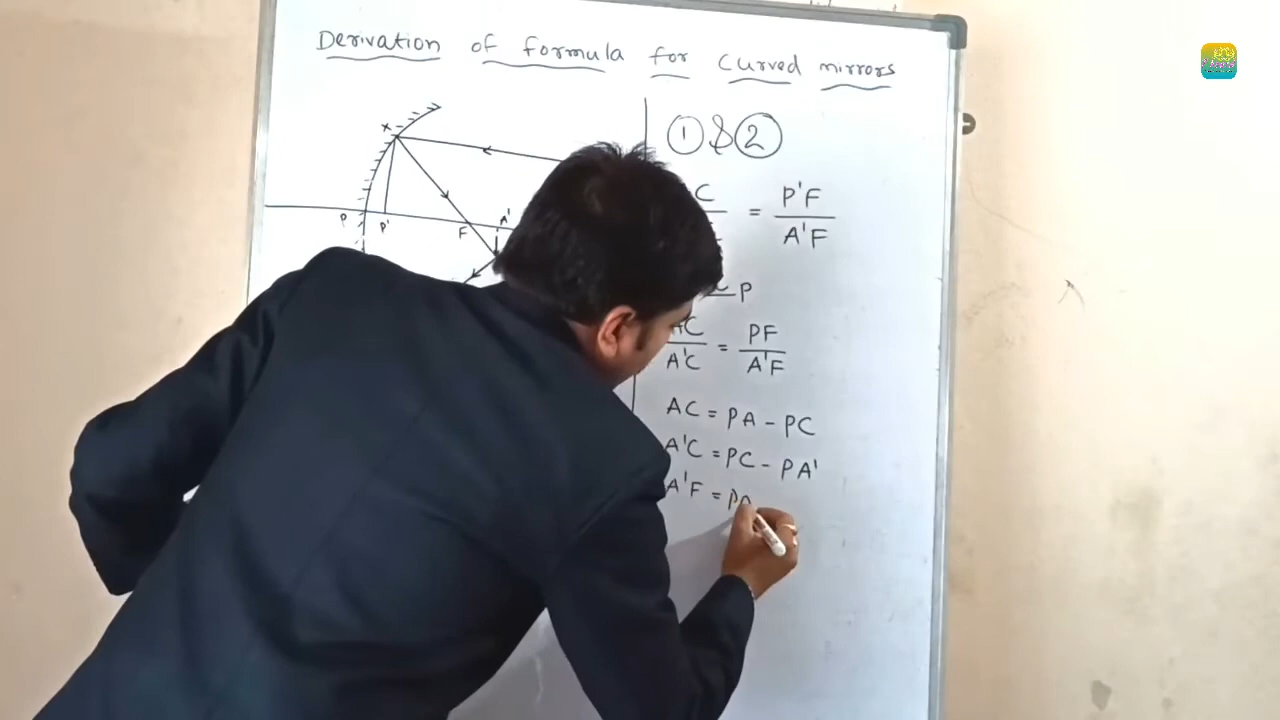 Derivation of formula for curved mirrors
X
P P' F A'
① & ②
C = P'F
A'F
P
AC = PF
A'C A'F
AC = PA - PC
A'C = PC - PA'
A'F = PA